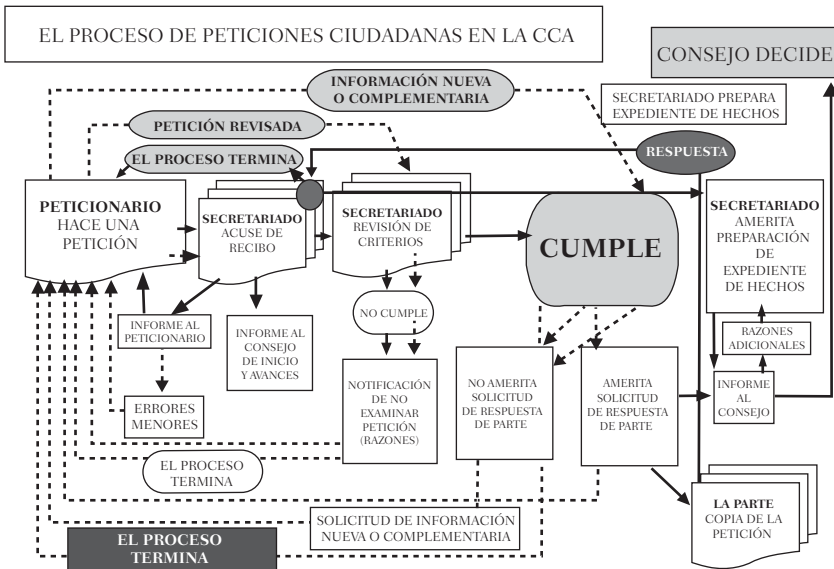 EL PROCESO DE PETICIONES CIUDADANAS EN LA CCA
CONSEJO DECIDE
INFORMACIÓN NUEVA
O COMPLEMENTARIA
SECRETARIADO PREPARA
EXPEDIENTE DE HECHOS
PETICIÓN REVISADA
EL PROCESO TERMINA
RESPUESTA
PETICIONARIO
HACE UNA
PETICIÓN
SECRETARIADO
ACUSE DE
RECIBO
SECRETARIADO
REVISIÓN DE
CRITERIOS
CUMPLE
SECRETARIADO
AMERITA
PREPARACIÓN
DE
EXPEDIENTE
DE HECHOS
NO CUMPLE
INFORME AL
PETICIONARIO
INFORME AL
CONSEJO
DE INICIO
Y AVANCES
RAZONES
ADICIONALES
NOTIFICACIÓN
DE NO
EXAMINAR
PETICIÓN
(RAZONES)
NO AMERITA
SOLICITUD
DE RESPUESTA
DE PARTE
AMERITA
SOLICITUD
DE RESPUESTA
DE PARTE
INFORME
AL
CONSEJO
ERRORES
MENORES
EL PROCESO
TERMINA
LA PARTE
COPIA DE LA
PETICIÓN
SOLICITUD DE INFORMACIÓN
NUEVA O COMPLEMENTARIA
EL PROCESO
TERMINA